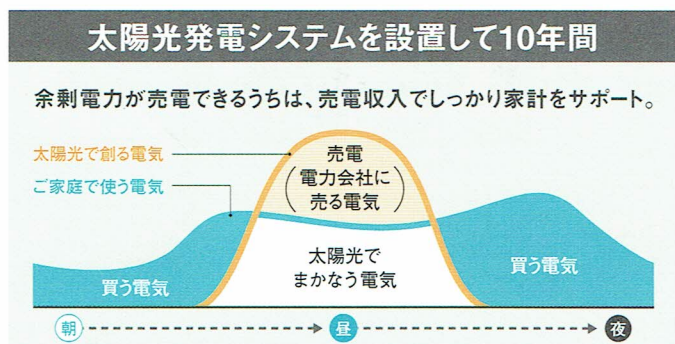 太陽光発電システムを設置して10年間
余剰電力が売電できるうちは、売電収入でしっかり家計をサポート。
太陽光で創る電気
ご家庭で使う電気
売電
(電力会社に
売る電気)
太陽光で
まかなう電気
買う電気
買う電気
朝
昼
夜